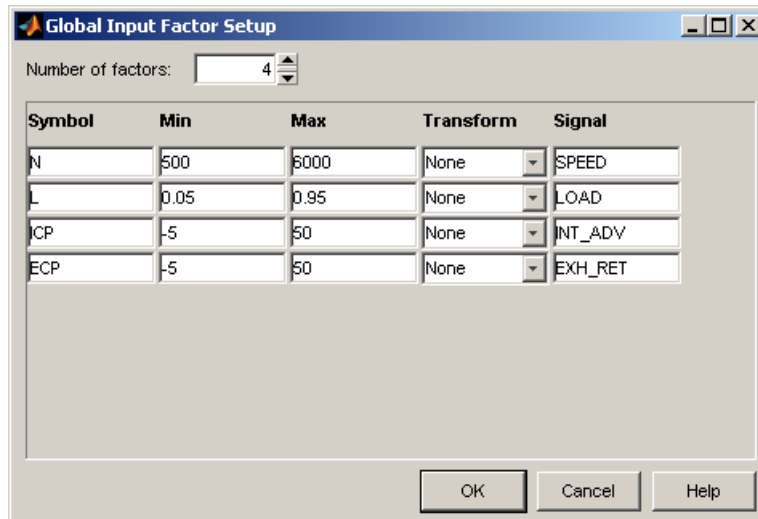 Global Input Factor Setup
Number of factors: 4
Symbol Min Max Transform Signal
N 500 6000 None SPEED
L 0.05 0.95 None LOAD
ICP -5 50 None INT_ADV
ECP -5 50 None EXH_RET
OK Cancel Help